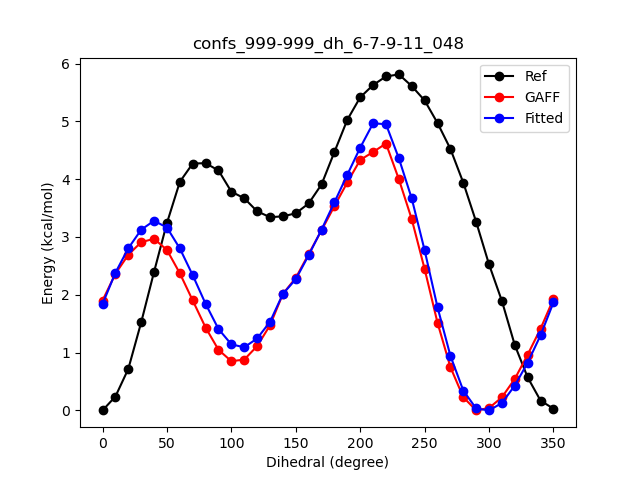 confs_999-999_dh_6-7-9-11_048
Ref
GAFF
Fitted
Energy (kcal/mol)
6
5
4
3
2
1
0
0 50 100 150 200 250 300 350
Dihedral (degree)